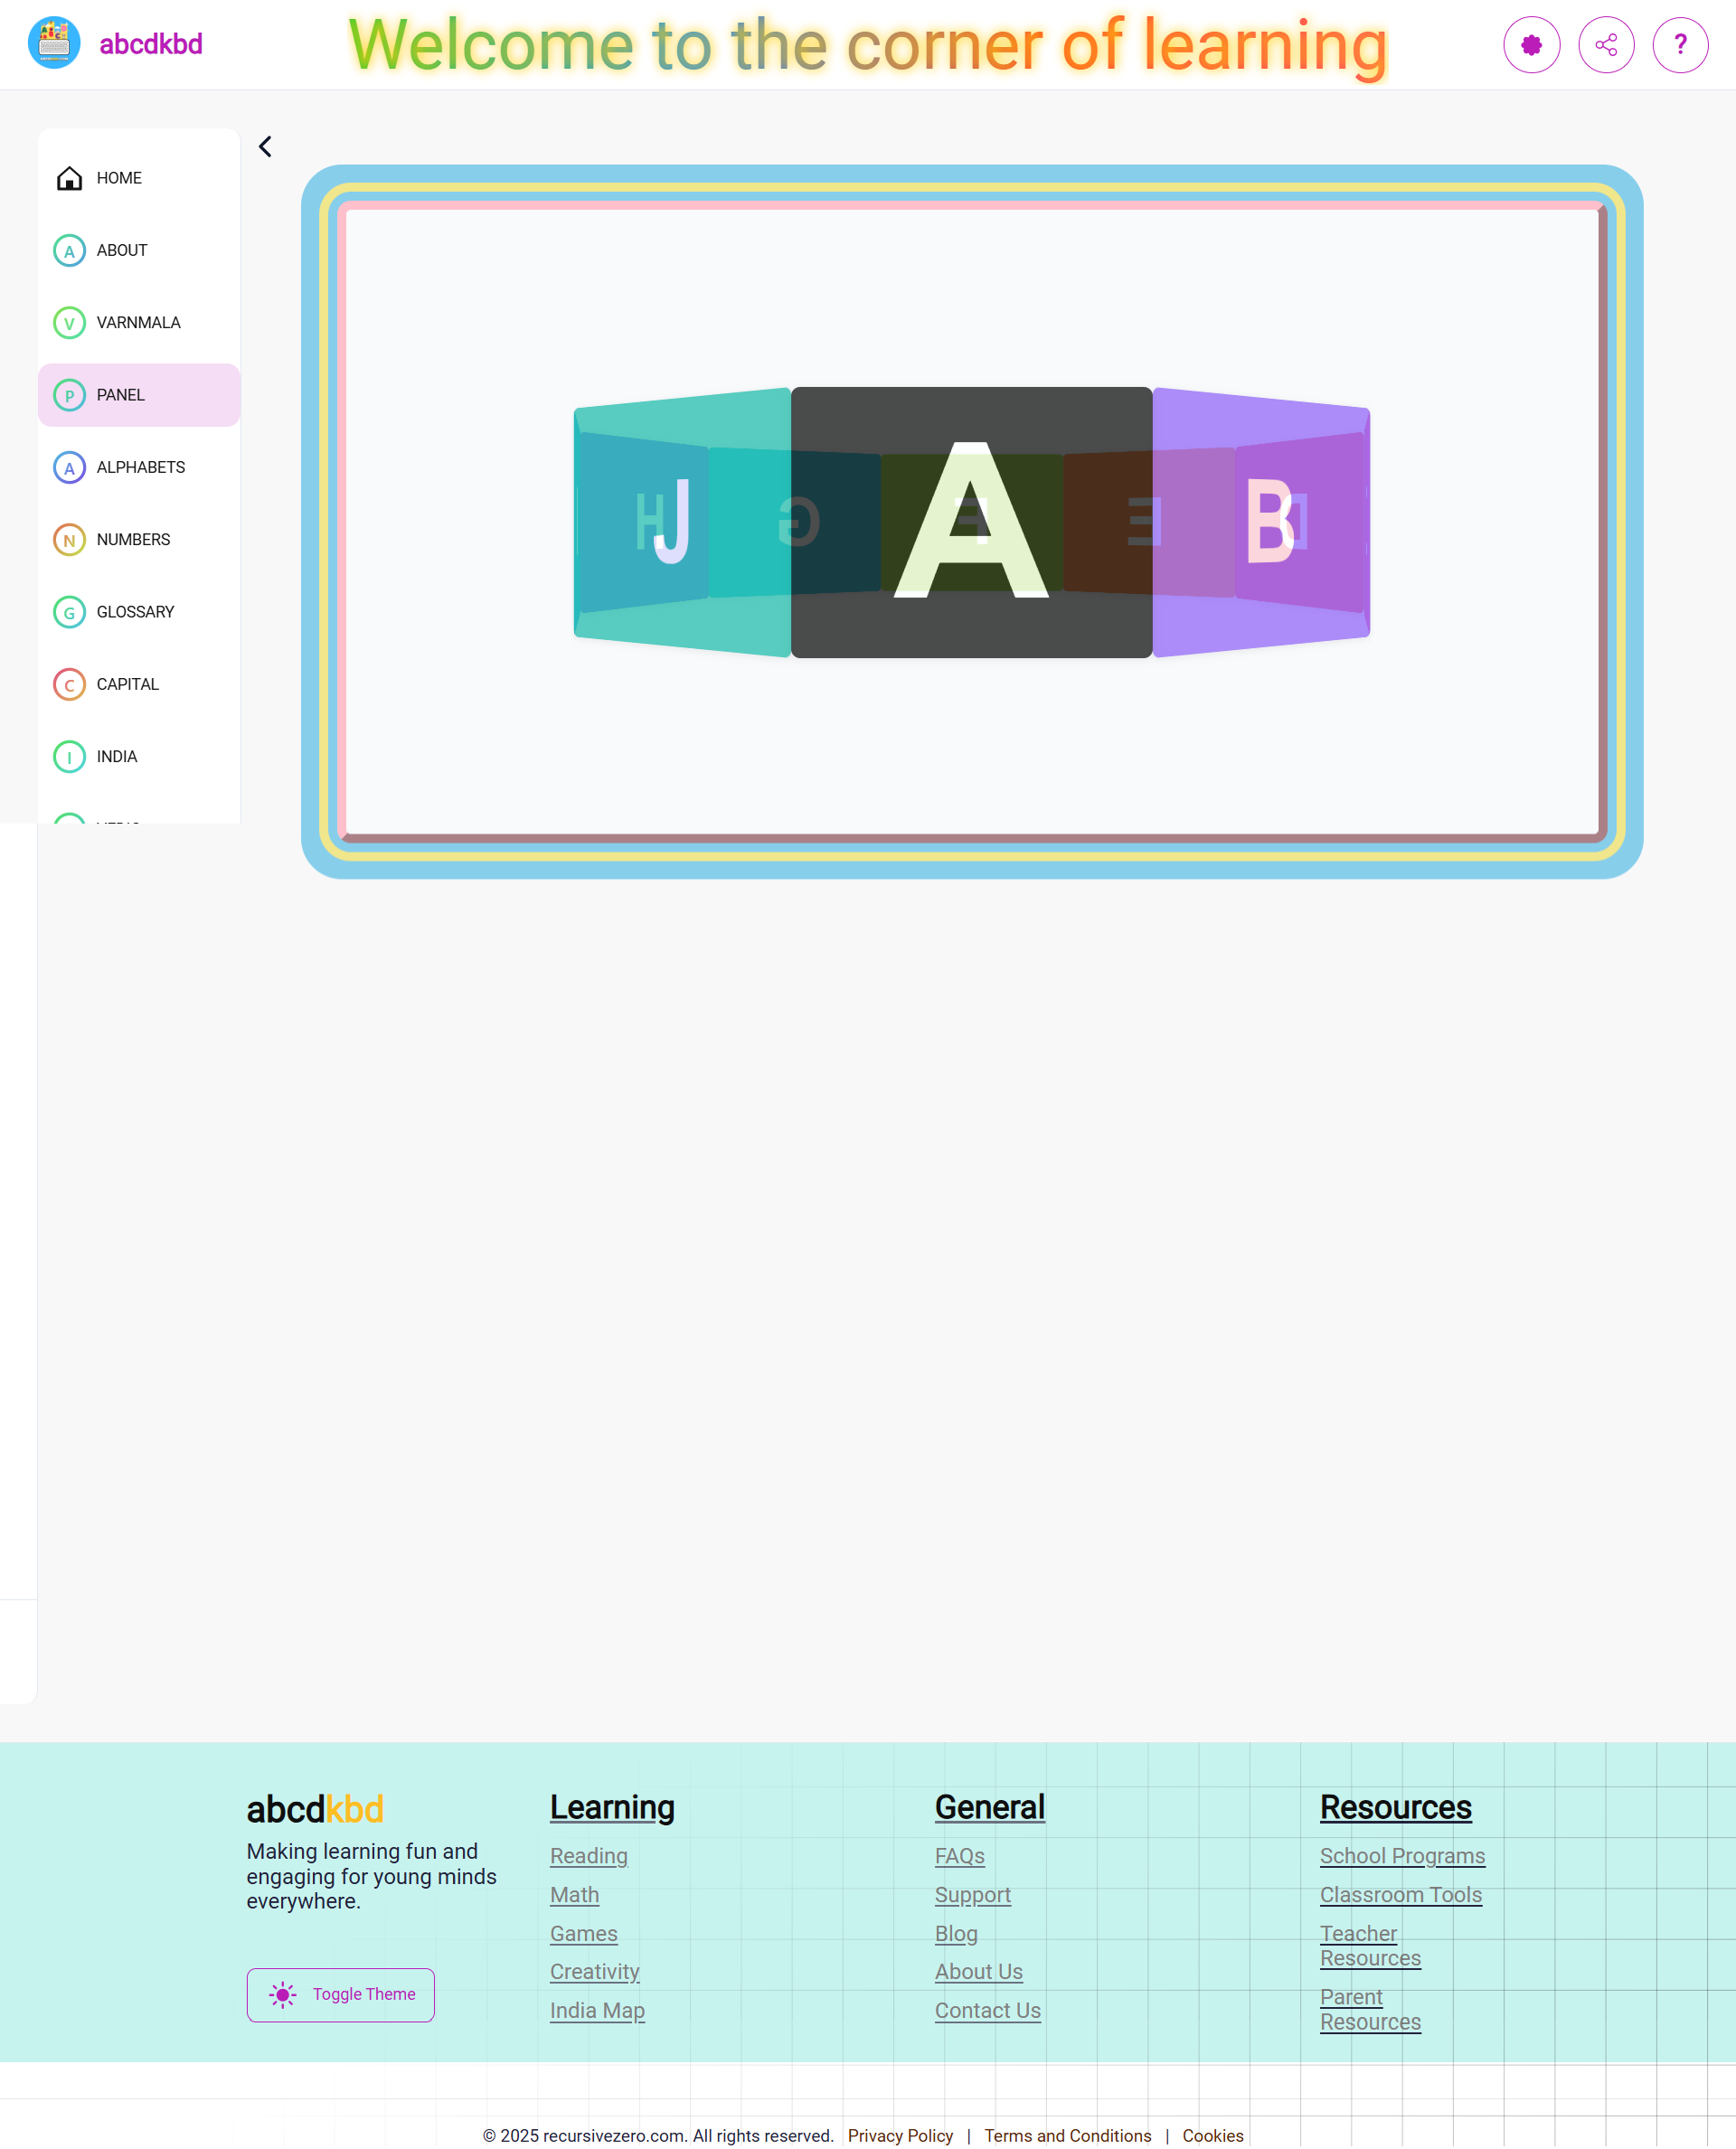 abcdkbd
Welcome to the corner of learning
?
HOME
A ABOUT
V VARNMALA
P PANEL
A ALPHABETS
N NUMBERS
G GLOSSARY
C CAPITAL
I INDIA
H J G A F E B D
abcdkbd
Making learning fun and
engaging for young minds
everywhere.
Toggle Theme
Learning
Reading
Math
Games
Creativity
India Map
General
FAQs
Support
Blog
About Us
Contact Us
Resources
School Programs
Classroom Tools
Teacher
Resources
Parent
Resources
© 2025 recursivezero.com. All rights reserved. Privacy Policy | Terms and Conditions | Cookies